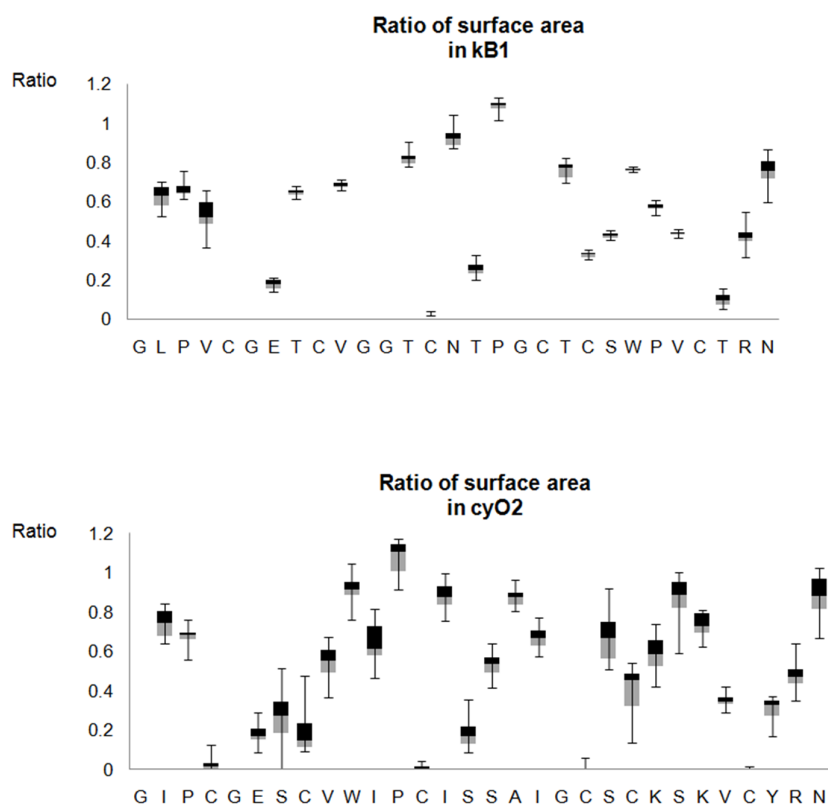 Ratio of surface area
in kB1
Ratio
1.2
1
0.8
0.6
0.4
0.2
0
G L P V C G E T C V G G T C N T P G C T C S W P V C T R N
Ratio of surface area
in cyO2
Ratio
1.2
1
0.8
0.6
0.4
0.2
0
G I P C G E S C V W I P C I S S A I G C S C K S K V C Y R N